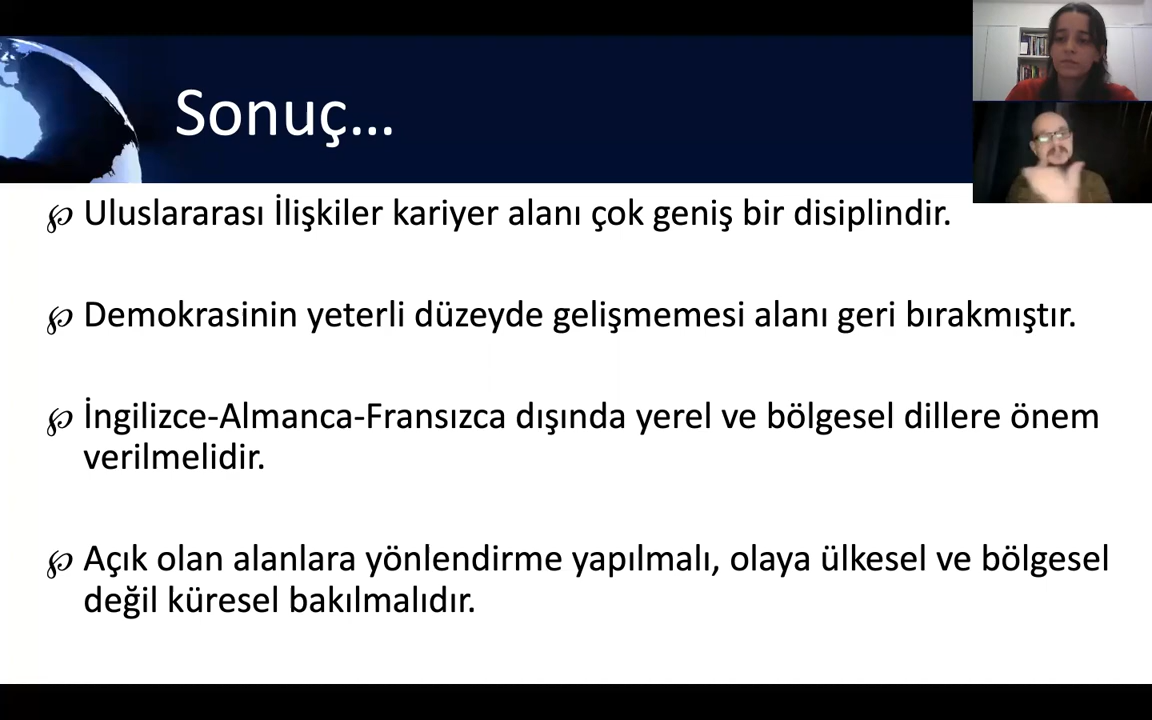 Sonuç…
Uluslararası İlişkiler kariyer alanı çok geniş bir disiplindir.
Demokrasinin yeterli düzeyde gelişmemesi alanı geri bırakmıştır.
İngilizce-Almanca-Fransızca dışında yerel ve bölgesel dillere önem
verilmelidir.
Açık olan alanlara yönlendirme yapılmalı, olaya ülkesel ve bölgesel
değil küresel bakılmalıdır.